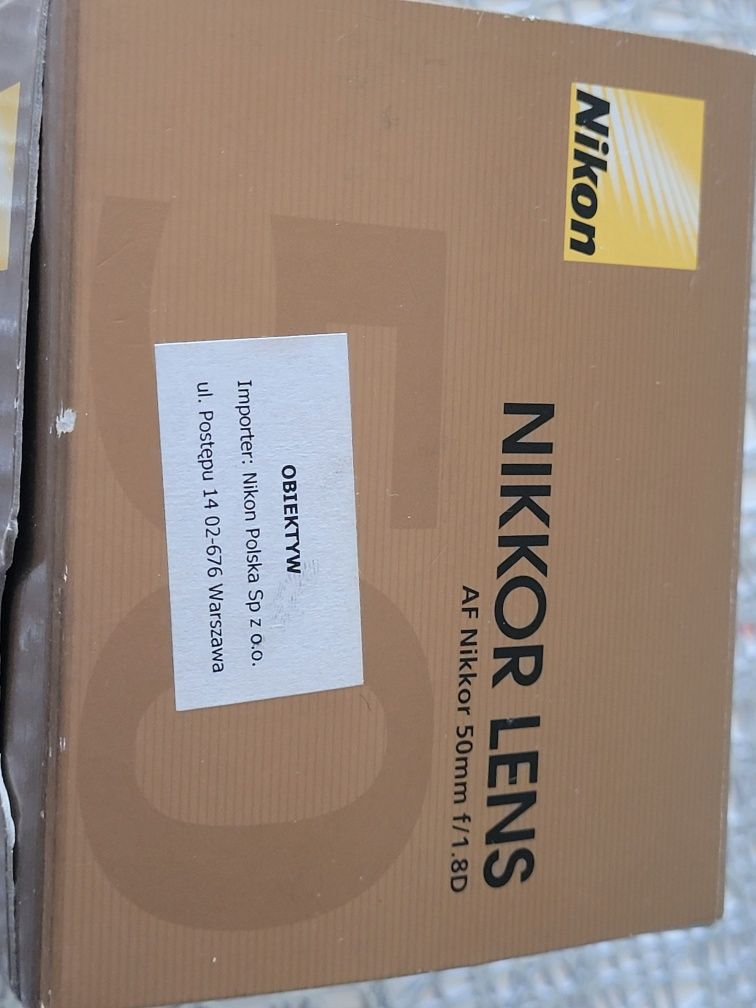 Nikon
NIKKOR LENS
AF Nikkor 50mm f/1.8D
50
OBIEKTYW
Importer: Nikon Polska Sp z o.o.
ul. Postępu 14 02-676 Warszawa